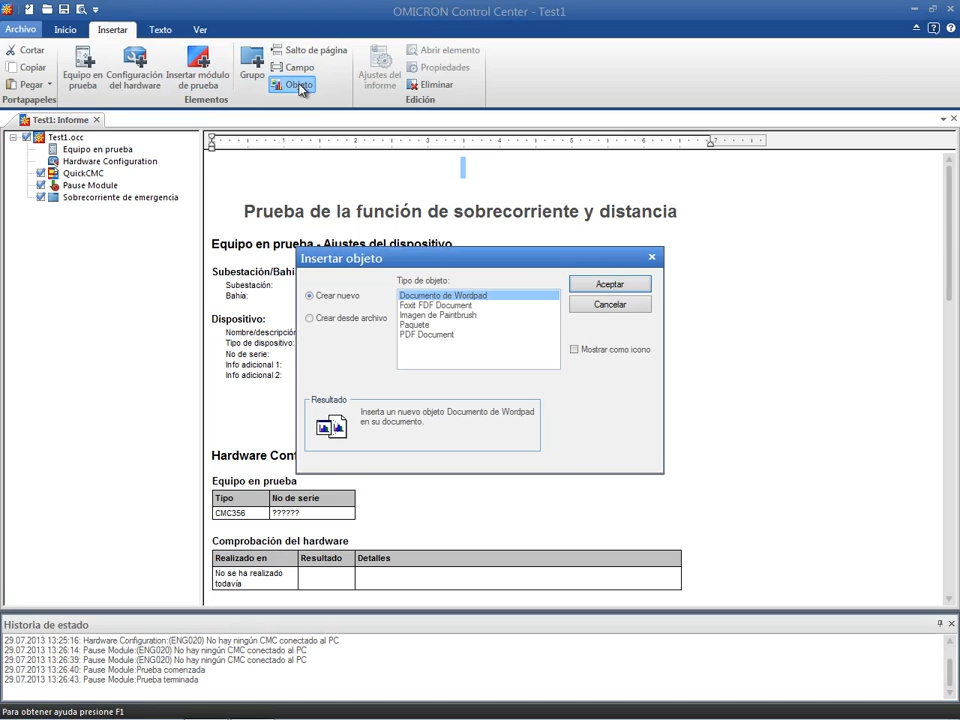 OMICRON Control Center - Test1
Archivo Inicio Insertar Texto Ver
Cortar
Copiar
Pegar
Portapapeles
Equipo en prueba
Configuración del hardware
Insertar módulo de prueba
Elementos
Grupo
Salto de página
Campo
Objeto
Ajustes del informe
Abrir elemento
Propiedades
Eliminar
Edición
Test1: Informe
Test1.occ
Equipo en prueba
Hardware Configuration
QuickCMC
Pause Module
Sobrecorriente de emergencia
1 2 3 4 5 6 7
Prueba de la función de sobrecorriente y distancia
Equipo en prueba - Ajustes del dispositivo
Subestación/Bahí
Subestación:
Bahía:
Dispositivo:
Nombre/descripción
Tipo de dispositivo:
No de serie:
Info adicional 1:
Info adicional 2:
Insertar objeto
Crear nuevo
Crear desde archivo
Tipo de objeto:
Documento de Wordpad
Foxit FDF Document
Imagen de Paintbrush
Paquete
PDF Document
Aceptar
Cancelar
Mostrar como icono
Resultado
Inserta un nuevo objeto Documento de Wordpad
en su documento.
Hardware Conf
Equipo en prueba
Tipo No de serie
CMC356 ??????
Comprobación del hardware
Realizado en Resultado Detalles
No se ha realizado
todavía
Historia de estado
29.07.2013 13:25:16: Hardware Configuration:(ENG020) No hay ningún CMC conectado al PC
29.07.2013 13:26:14: Pause Module:(ENG020) No hay ningún CMC conectado al PC
29.07.2013 13:26:39: Pause Module:(ENG020) No hay ningún CMC conectado al PC
29.07.2013 13:26:40: Pause Module:Prueba comenzada
29.07.2013 13:26:43: Pause Module:Prueba terminada
Para obtener ayuda presione F1